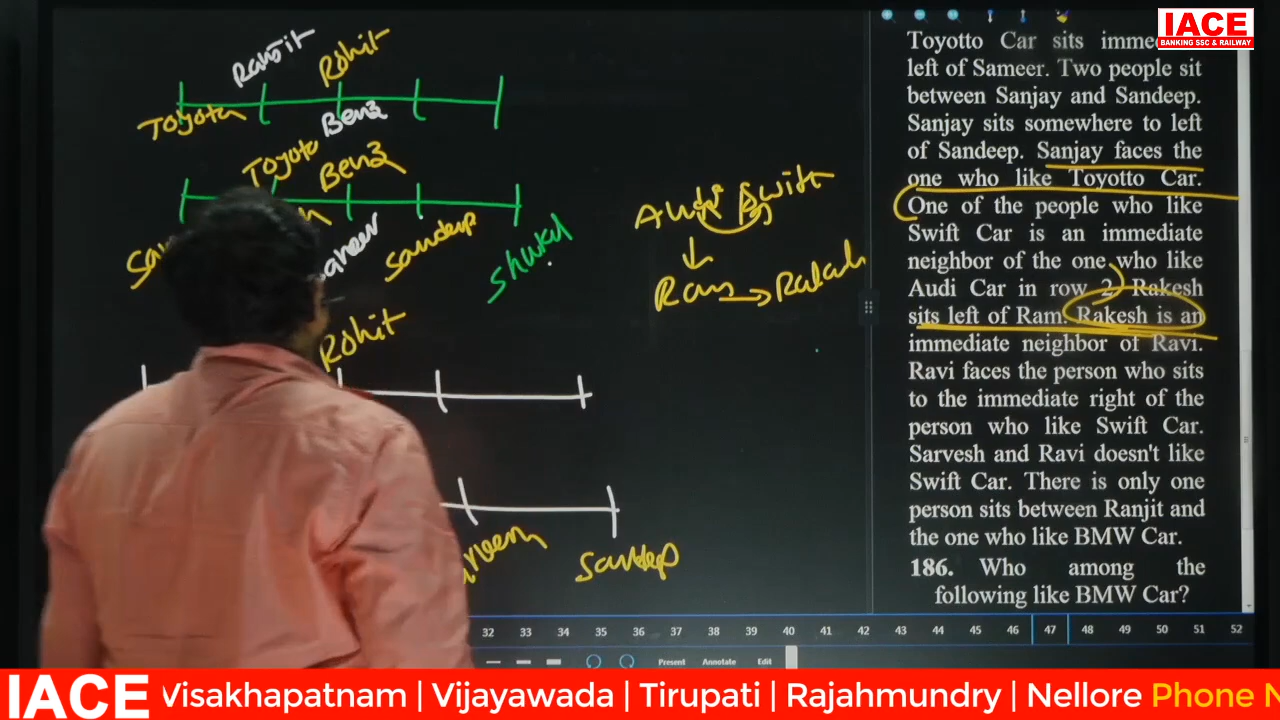 IACE
BANKING SSC & RAILWAY
Toyotto Car sits
left of Sameer. Two people sit
between Sanjay and Sandeep.
Sanjay sits somewhere to left
of Sandeep. Sanjay faces the
one who like Toyotto Car.
One of the people who like
Swift Car is an immediate
neighbor of the one who like
Audi Car in row 2. Rakesh
sits left of Ram. Rakesh is an
immediate neighbor of Ravi.
Ravi faces the person who sits
to the immediate right of the
person who like Swift Car.
Sarvesh and Ravi doesn't like
Swift Car. There is only one
person sits between Ranjit and
the one who like BMW Car.
186. Who among the
following like BMW Car?
Ranjit Rohit
Toyota Benz
Toyota Benz
Sandeep
Shukl
Audi Swift
Ram
Rohit
Sandeep
32 33 34 35 36 37 38 39 40 41 42 43 44 45 46 47 48 49 50 51 52
Present Annotate Edit
IACE Visakhapatnam | Vijayawada | Tirupati | Rajahmundry | Nellore Phone N